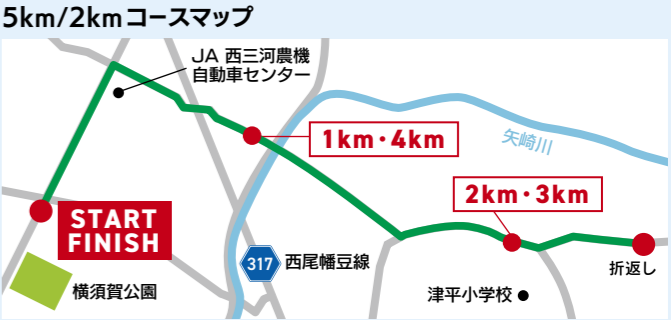 5km/2kmコースマップ
JA 西三河農機
自動車センター
1km・4km
矢崎川
2km・3km
START
FINISH
317 西尾幡豆線
折返し
横須賀公園
津平小学校